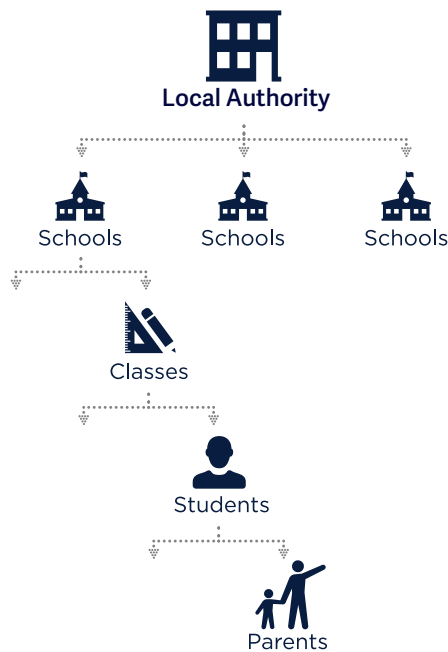 Local Authority
Schools
Schools
Schools
Classes
Students
Parents